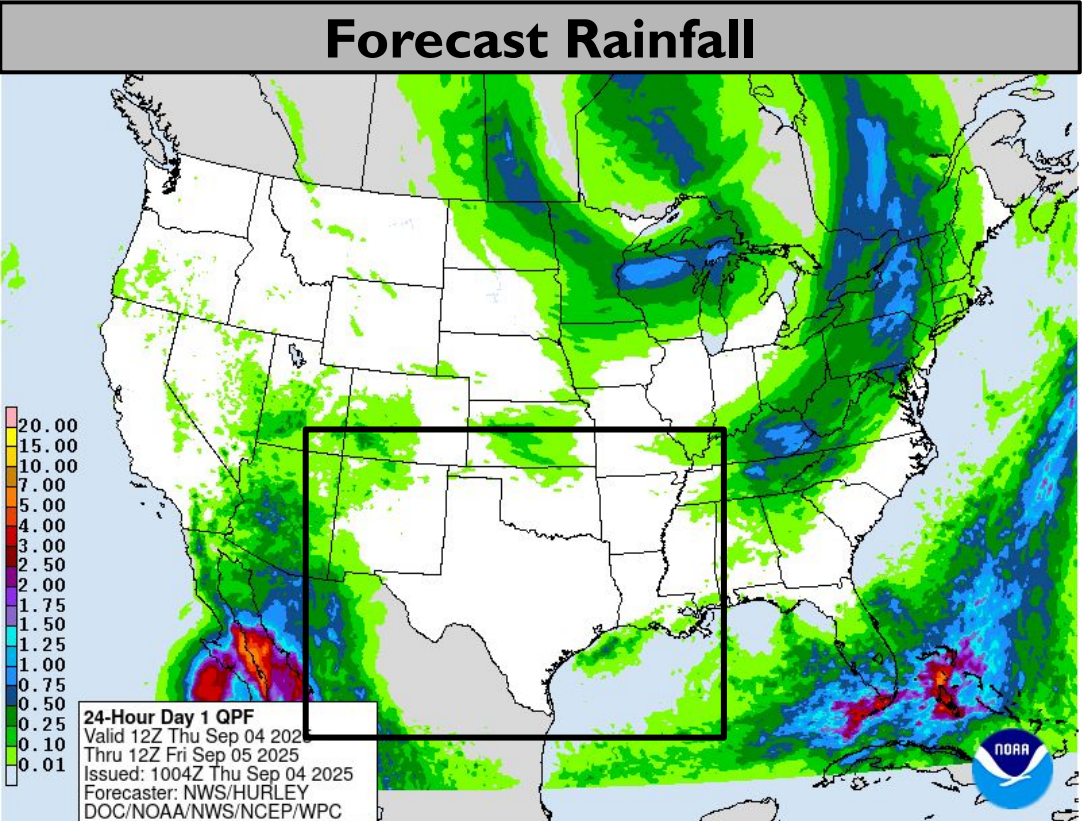 Forecast Rainfall
20.00
15.00
10.00
7.00
5.00
4.00
3.00
2.50
2.00
1.75
1.50
1.25
1.00
0.75
0.50
0.25
0.10
0.01
24-Hour Day 1 QPF
Valid 12Z Thu Sep 04 2025
Thru 12Z Fri Sep 05 2025
Issued: 1004Z Thu Sep 04 2025
Forecaster: NWS/HURLEY
DOC/NOAA/NWS/NCEP/WPC
NOAA